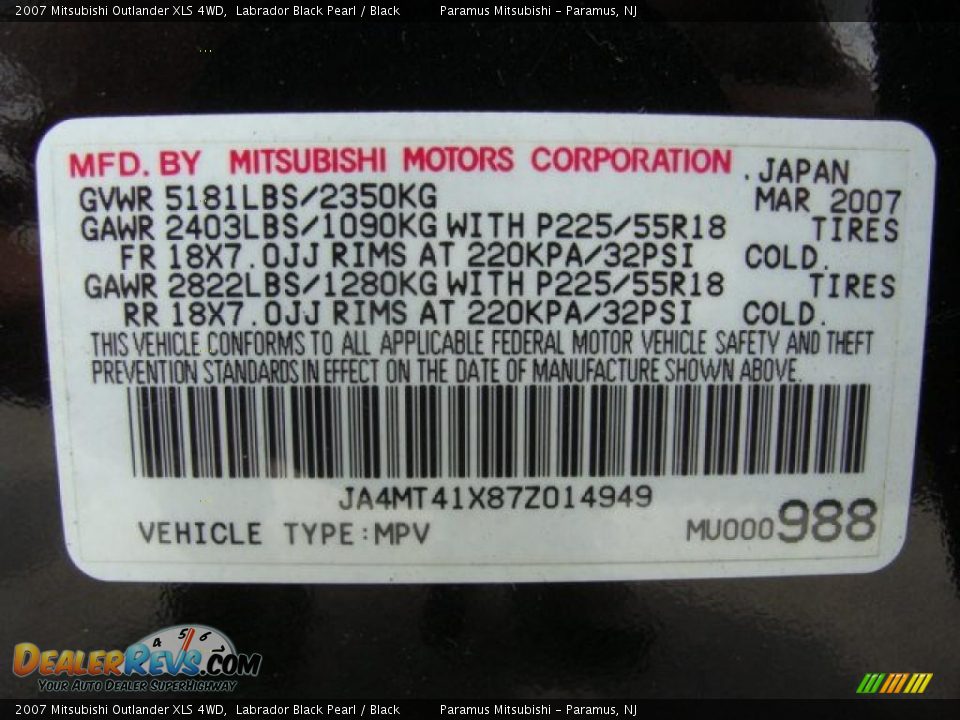 2007 Mitsubishi Outlander XLS 4WD, Labrador Black Pearl / Black Paramus Mitsubishi - Paramus, NJ
MFD. BY MITSUBISHI MOTORS CORPORATION . JAPAN
GVWR 5181LBS/2350KG MAR 2007
GAWR 2403LBS/1090KG WITH P225/55R18 TIRES
FR 18X7.0JJ RIMS AT 220KPA/32PSI COLD.
GAWR 2822LBS/1280KG WITH P225/55R18 TIRES
RR 18X7.0JJ RIMS AT 220KPA/32PSI COLD.
THIS VEHICLE CONFORMS TO ALL APPLICABLE FEDERAL MOTOR VEHICLE SAFETY AND THEFT
PREVENTION STANDARDS IN EFFECT ON THE DATE OF MANUFACTURE SHOWN ABOVE.
JA4MT41X87Z014949
VEHICLE TYPE:MPV MU000988
4 5 6
DEALERREVS.COM
YOUR AUTO DEALER SUPERHIGHWAY
2007 Mitsubishi Outlander XLS 4WD, Labrador Black Pearl / Black Paramus Mitsubishi - Paramus, NJ